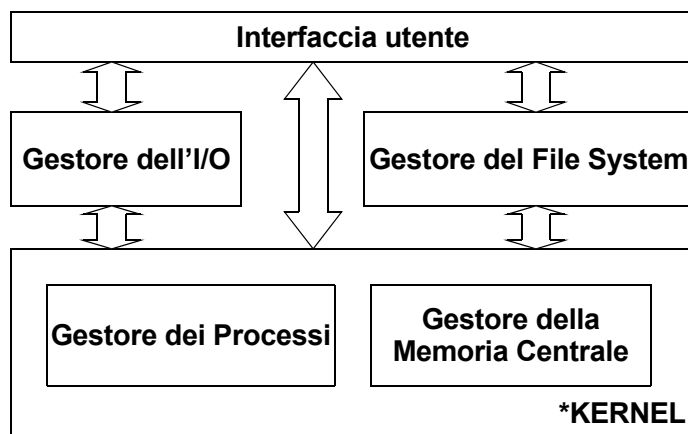 Interfaccia utente
Gestore dell'I/O
Gestore del File System
Gestore dei Processi
Gestore della
Memoria Centrale
*KERNEL